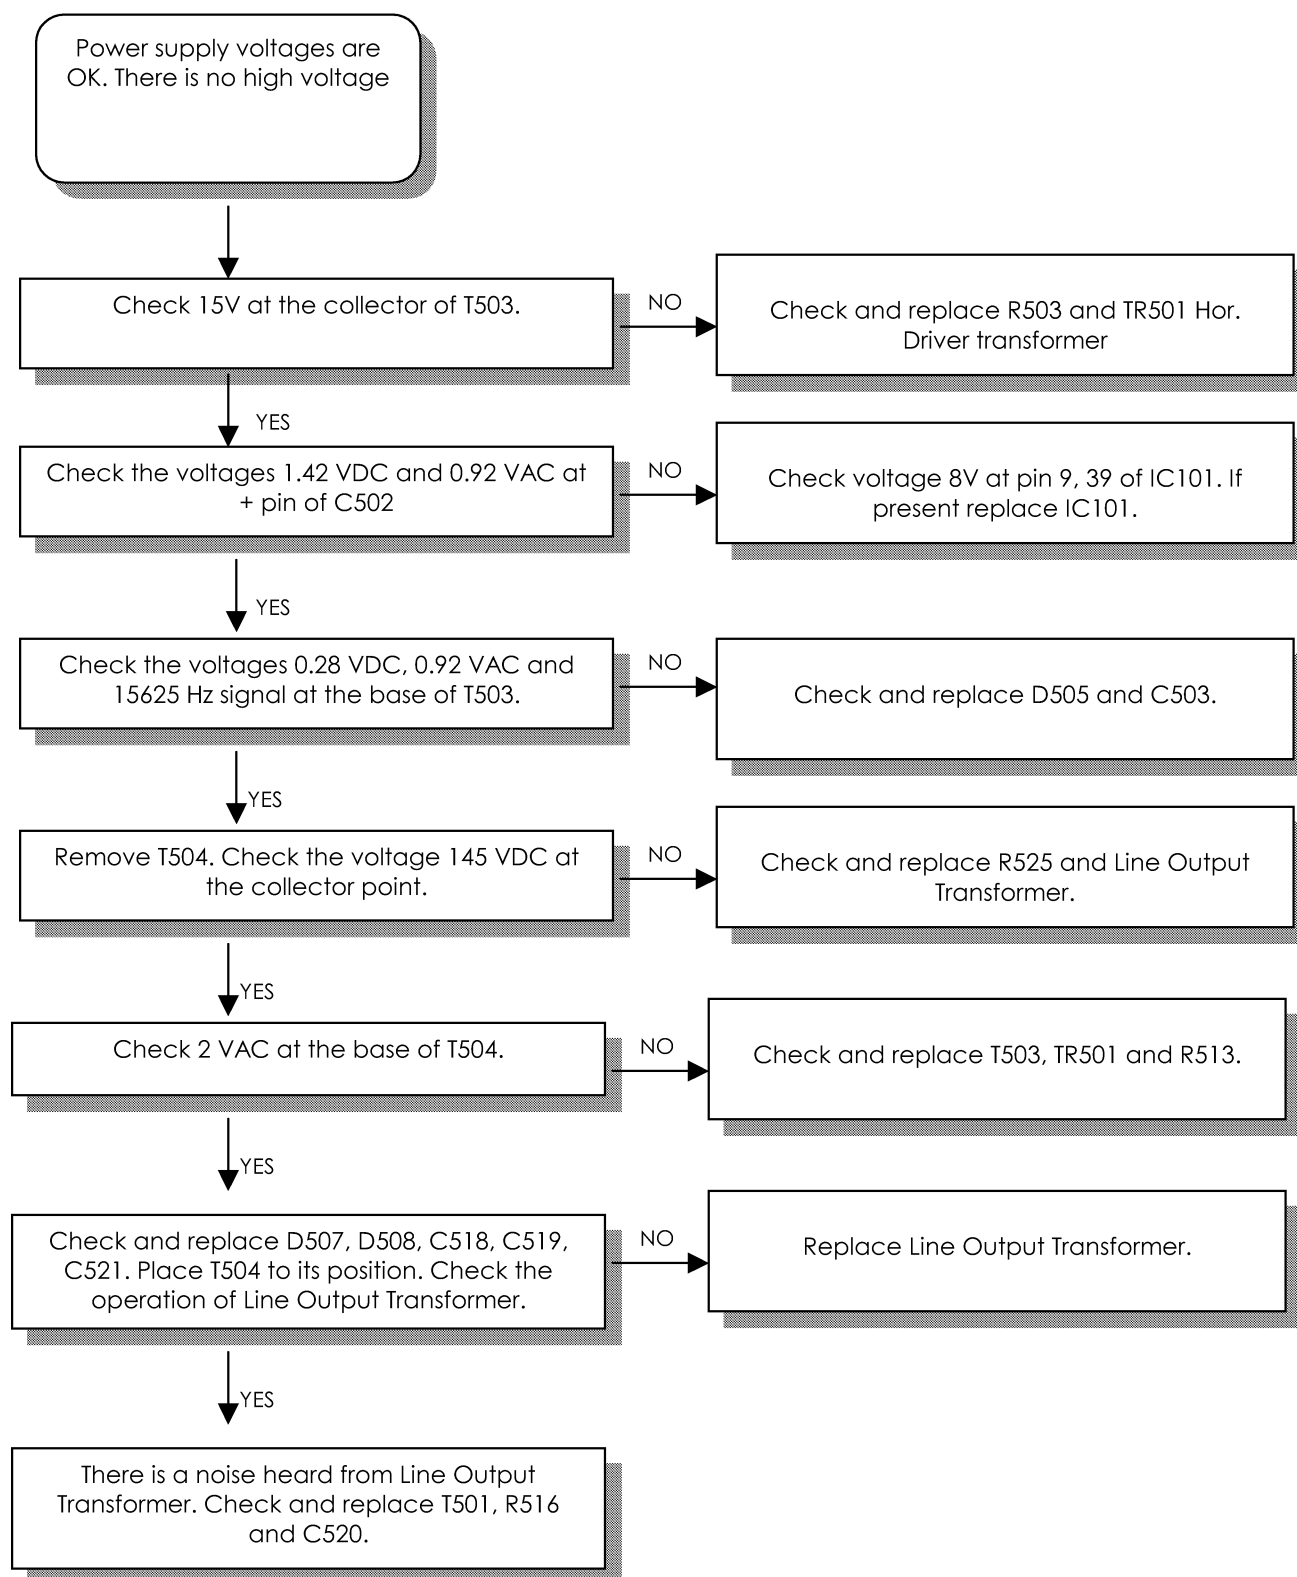 Power supply voltages are
OK. There is no high voltage
Check 15V at the collector of T503.
NO
Check and replace R503 and TR501 Hor.
Driver transformer
YES
Check the voltages 1.42 VDC and 0.92 VAC at
+ pin of C502
NO
Check voltage 8V at pin 9, 39 of IC101. If
present replace IC101.
YES
Check the voltages 0.28 VDC, 0.92 VAC and
15625 Hz signal at the base of T503.
NO
Check and replace D505 and C503.
YES
Remove T504. Check the voltage 145 VDC at
the collector point.
NO
Check and replace R525 and Line Output
Transformer.
YES
Check 2 VAC at the base of T504.
NO
Check and replace T503, TR501 and R513.
YES
Check and replace D507, D508, C518, C519,
C521. Place T504 to its position. Check the
operation of Line Output Transformer.
NO
Replace Line Output Transformer.
YES
There is a noise heard from Line Output
Transformer. Check and replace T501, R516
and C520.